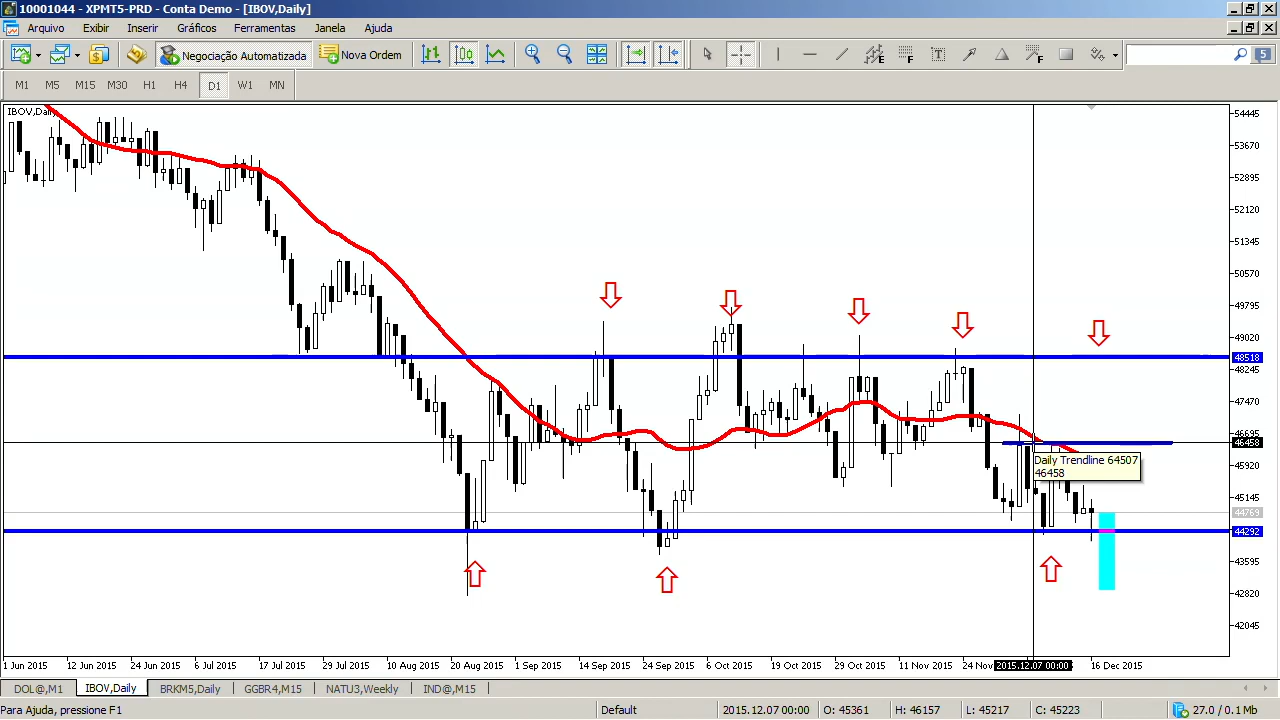 10001044 - XPMT5-PRD - Conta Demo - [IBOV,Daily]
Arquivo Exibir Inserir Gráficos Ferramentas Janela Ajuda
Negociação Automatizada Nova Ordem E F T F 5
M1 M5 M15 M30 H1 H4 D1 W1 MN
IBOV,Daily
54445
53670
52895
52120
51345
50570
49795
49020
48518
48245
47470
46695
46458
Daily Trendline 64507
46458
45920
45145
44769
44292
43595
42820
42045
1 Jun 2015 12 Jun 2015 24 Jun 2015 6 Jul 2015 17 Jul 2015 29 Jul 2015 10 Aug 2015 20 Aug 2015 1 Sep 2015 14 Sep 2015 24 Sep 2015 6 Oct 2015 19 Oct 2015 29 Oct 2015 11 Nov 2015 24 Nov 2015.12.07 00:00 16 Dec 2015
DOL@,M1 IBOV,Daily BRKM5,Daily GGBR4,M15 NATU3,Weekly IND@,M15
Para Ajuda, pressione F1 Default 2015.12.07 00:00 O: 45361 H: 46157 L: 45217 C: 45223 27.0 / 0.1 Mb